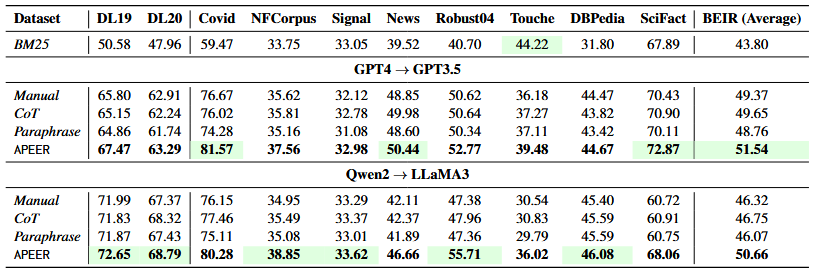 Dataset DL19 DL20 Covid NFCorpus Signal News Robust04 Touche DBPedia SciFact BEIR (Average)
BM25 50.58 47.96 59.47 33.75 33.05 39.52 40.70 44.22 31.80 67.89 43.80
GPT4 → GPT3.5
Manual 65.80 62.91 76.67 35.62 32.12 48.85 50.62 36.18 44.47 70.43 49.37
CoT 65.15 62.24 76.02 35.81 32.78 49.98 50.64 37.27 43.82 70.90 49.65
Paraphrase 64.86 61.74 74.28 35.16 31.08 48.60 50.34 37.11 43.42 70.11 48.76
APEER 67.47 63.29 81.57 37.56 32.98 50.44 52.77 39.48 44.67 72.87 51.54
Qwen2 → LLaMA3
Manual 71.99 67.37 76.15 34.95 33.29 42.11 47.38 30.54 45.40 60.72 46.32
CoT 71.83 68.32 77.46 35.49 33.37 42.37 47.96 30.83 45.59 60.91 46.75
Paraphrase 71.87 67.43 75.11 35.08 33.01 41.89 47.36 29.79 45.59 60.75 46.07
APEER 72.65 68.79 80.28 38.85 33.62 46.66 55.71 36.02 46.08 68.06 50.66